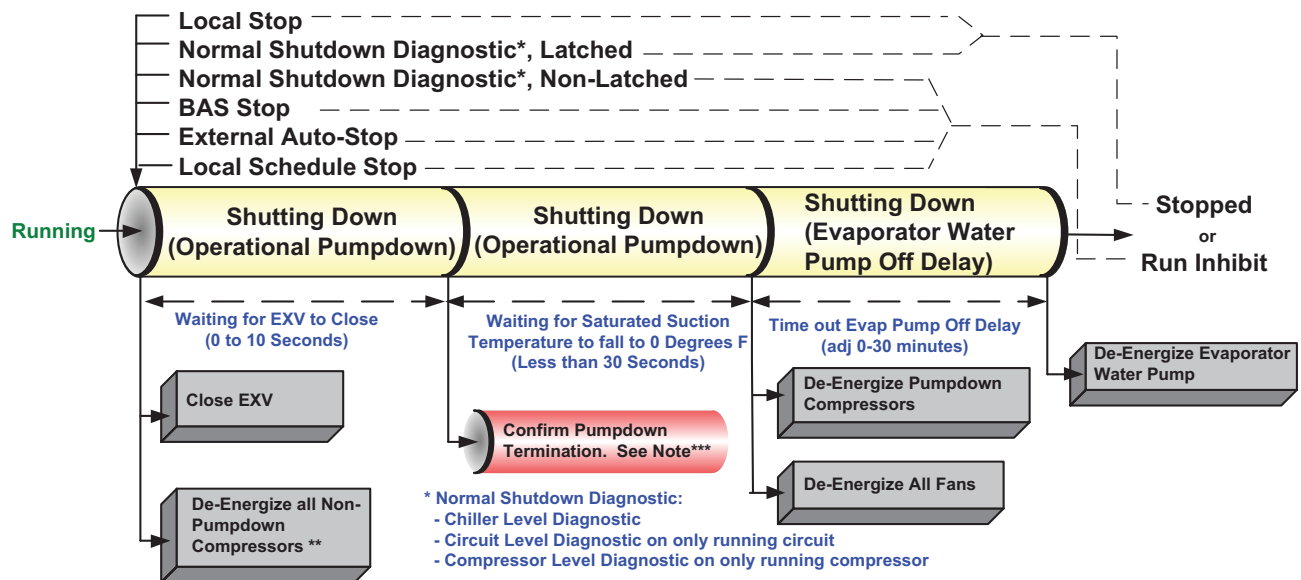 Local Stop
Normal Shutdown Diagnostic*, Latched
Normal Shutdown Diagnostic*, Non-Latched
BAS Stop
External Auto-Stop
Local Schedule Stop
Running
Shutting Down
(Operational Pumpdown)
Shutting Down
(Operational Pumpdown)
Shutting Down
(Evaporator Water
Pump Off Delay)
Stopped
or
Run Inhibit
Waiting for EXV to Close
(0 to 10 Seconds)
Waiting for Saturated Suction
Temperature to fall to 0 Degrees F
(Less than 30 Seconds)
Time out Evap Pump Off Delay
(adj 0-30 minutes)
De-Energize Evaporator
Water Pump
Close EXV
De-Energize Pumpdown
Compressors
Confirm Pumpdown
Termination. See Note***
De-Energize all Non-
Pumpdown
Compressors **
De-Energize All Fans
* Normal Shutdown Diagnostic:
- Chiller Level Diagnostic
- Circuit Level Diagnostic on only running circuit
- Compressor Level Diagnostic on only running compressor